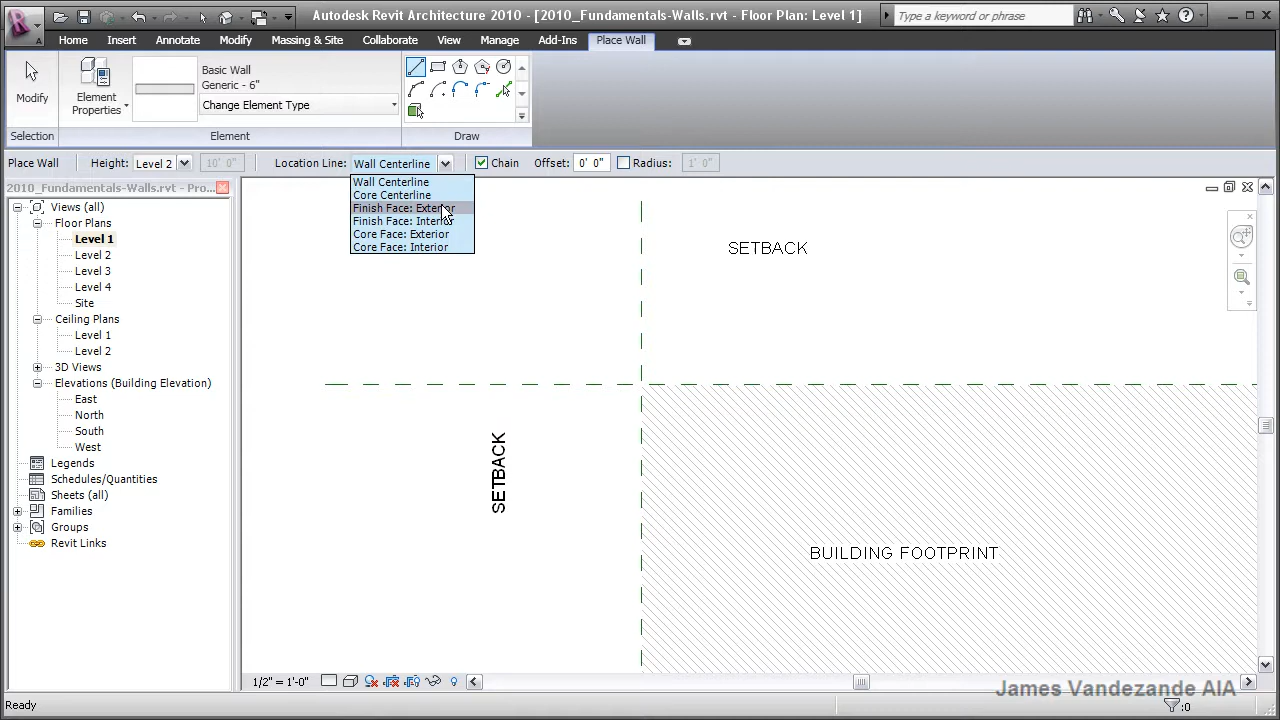 Autodesk Revit Architecture 2010 - [2010_Fundamentals-Walls.rvt - Floor Plan: Level 1]
Type a keyword or phrase
Home Insert Annotate Modify Massing & Site Collaborate View Manage Add-Ins Place Wall
Modify
Element
Properties
Basic Wall
Generic - 6"
Change Element Type
Selection Element Draw
Place Wall Height: Level 2 10' 0" Location Line: Wall Centerline Chain Offset: 0' 0" Radius: 1' 0"
Wall Centerline
Core Centerline
Finish Face: Exterior
Finish Face: Interior
Core Face: Exterior
Core Face: Interior
2010_Fundamentals-Walls.rvt - Pro...
Views (all)
Floor Plans
Level 1
Level 2
Level 3
Level 4
Site
Ceiling Plans
Level 1
Level 2
3D Views
Elevations (Building Elevation)
East
North
South
West
Legends
Schedules/Quantities
Sheets (all)
Families
Groups
Revit Links
SETBACK
SETBACK
BUILDING FOOTPRINT
1/2" = 1'-0"
James Vandezande AIA
Ready
:0